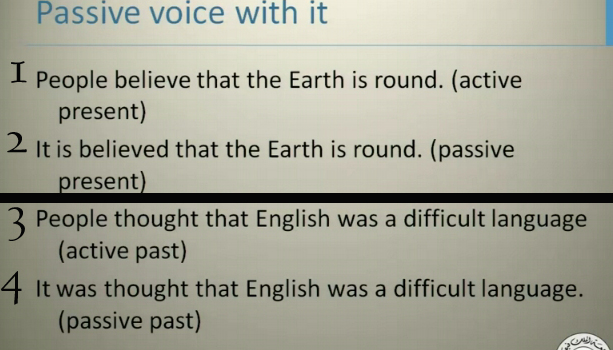 Passive voice with it
1 People believe that the Earth is round. (active
present)
2 It is believed that the Earth is round. (passive
present)
3 People thought that English was a difficult language
(active past)
4 It was thought that English was a difficult language.
(passive past)